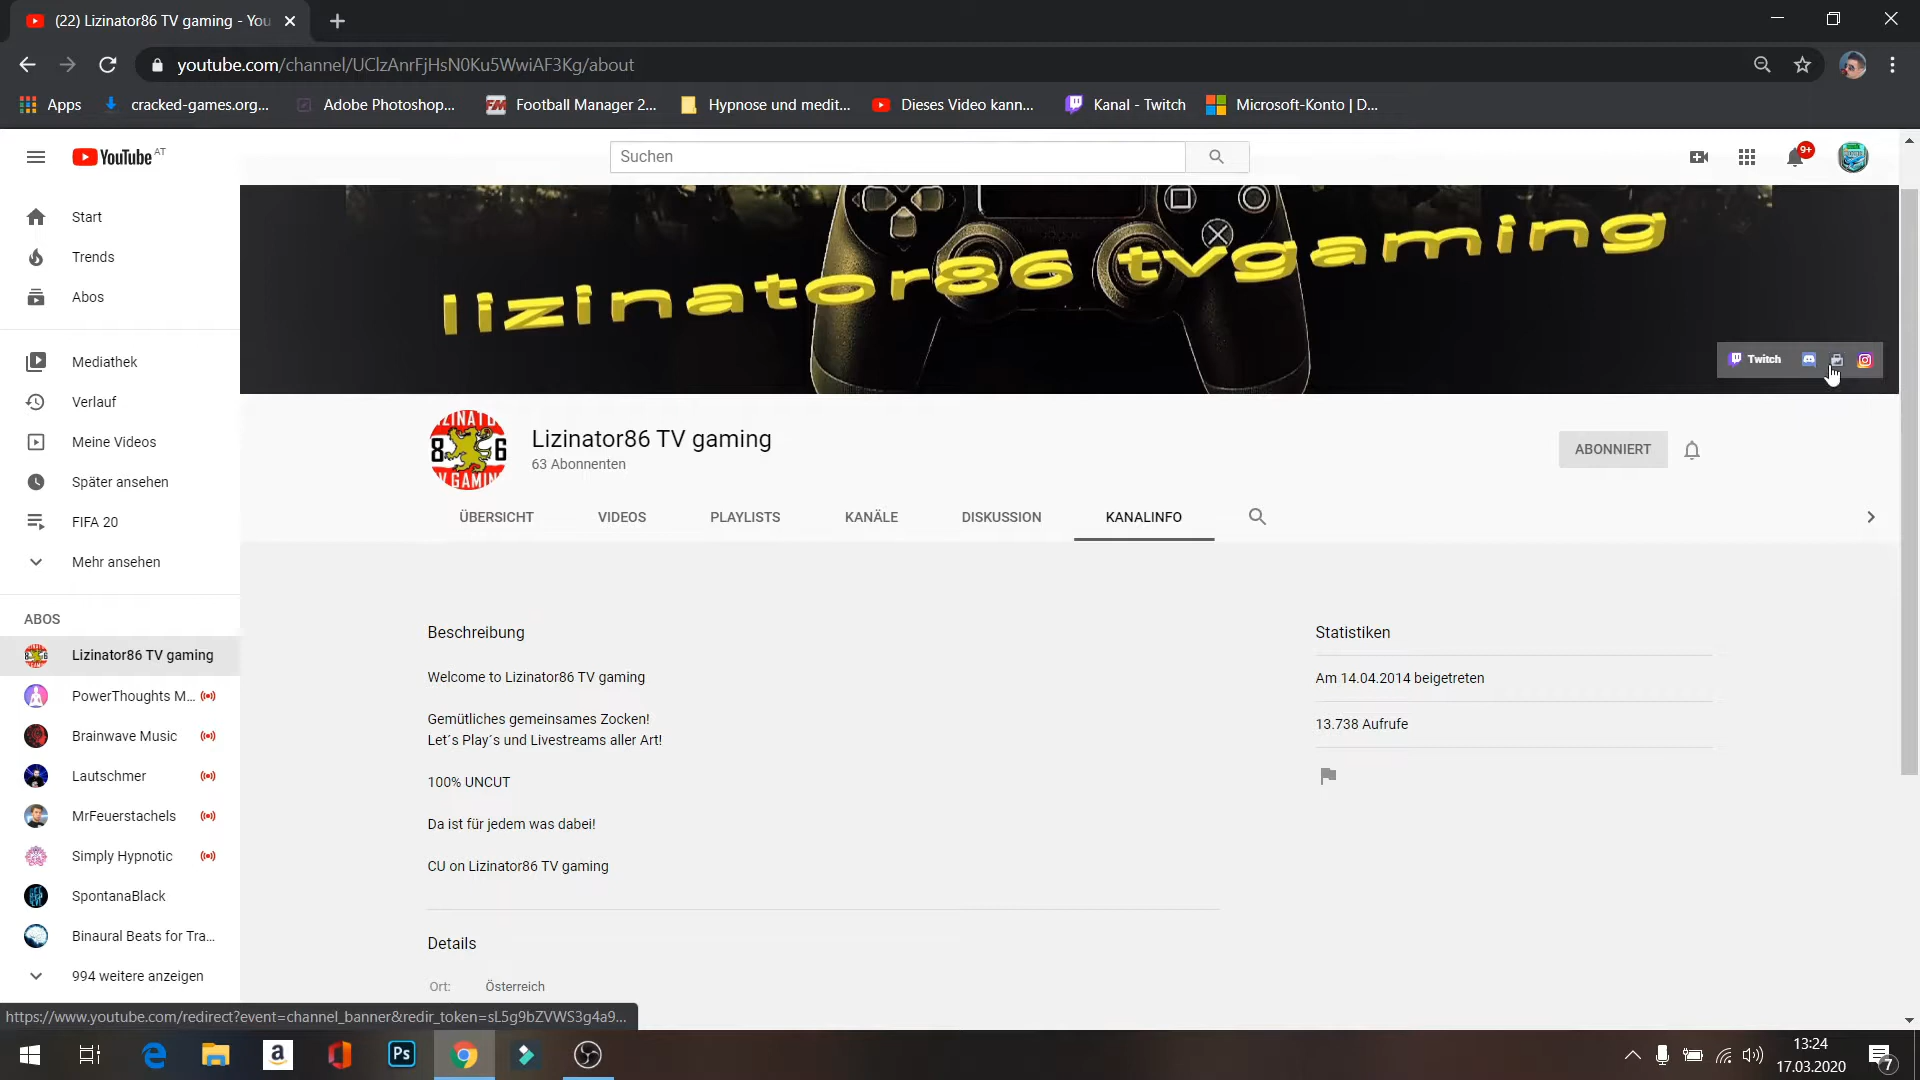 (22) Lizinator86 TV gaming - You
youtube.com/channel/UClzAnrFjHsN0Ku5WwiAF3Kg/about
Apps
cracked-games.org...
Adobe Photoshop...
Football Manager 2...
Hypnose und medit...
Dieses Video kann...
Kanal - Twitch
Microsoft-Konto | D...
YouTube AT
Suchen
9+
Start
Trends
Abos
Mediathek
Verlauf
Meine Videos
Später ansehen
FIFA 20
Mehr ansehen
ABOS
Lizinator86 TV gaming
PowerThoughts M...
Brainwave Music
Lautschmer
MrFeuerstachels
Simply Hypnotic
SpontanaBlack
Binaural Beats for Tra...
994 weitere anzeigen
lizinator86 tvgaming
Twitch
Lizinator86 TV gaming
63 Abonnenten
ABONNIERT
ÜBERSICHT
VIDEOS
PLAYLISTS
KANÄLE
DISKUSSION
KANALINFO
Beschreibung
Welcome to Lizinator86 TV gaming
Gemütliches gemeinsames Zocken!
Let´s Play´s und Livestreams aller Art!
100% UNCUT
Da ist für jedem was dabei!
CU on Lizinator86 TV gaming
Details
Ort:
Österreich
Statistiken
Am 14.04.2014 beigetreten
13.738 Aufrufe
https://www.youtube.com/redirect?event=channel_banner&redir_token=sL5g9bZVWS3g4a9...
Ps
13:24
17.03.2020
7